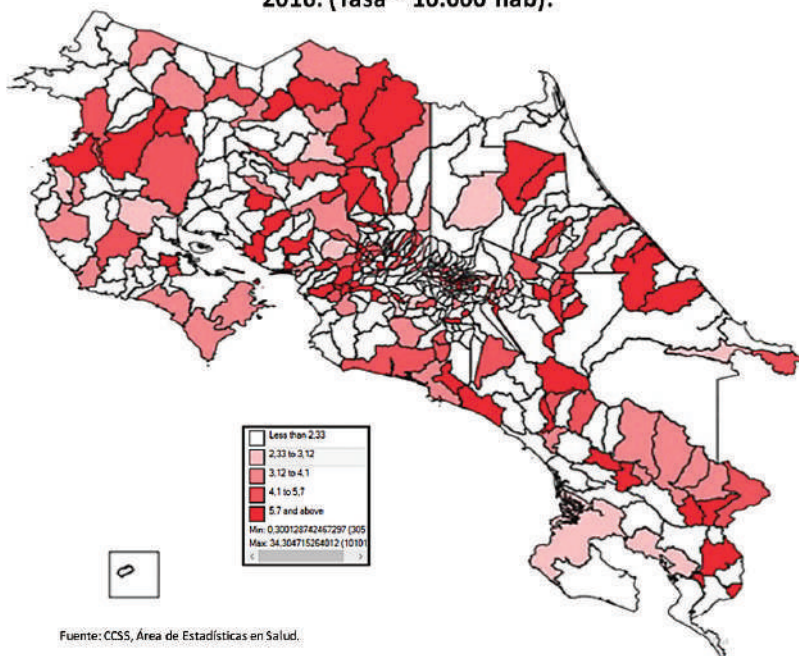 2016. (Tasa * 10.000 hab).
Less than 2,33
2,33 to 3,12
3,12 to 4,1
4,1 to 5,7
5,7 and above
Min: 0,300128742467297 (305
Max: 34,304715264012 (10101
Fuente: CCSS, Área de Estadísticas en Salud.